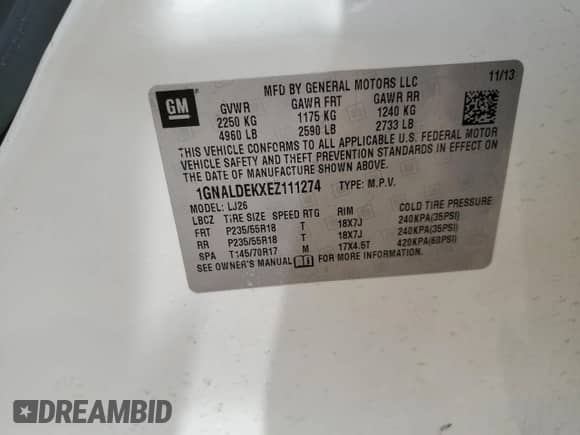 MFD BY GENERAL MOTORS LLC 11/13
GM
GVWR GAWR FRT GAWR RR
2250 KG 1175 KG 1240 KG
4960 LB 2590 LB 2733 LB
THIS VEHICLE CONFORMS TO ALL APPLICABLE U.S. FEDERAL MOTOR
VEHICLE SAFETY AND THEFT PREVENTION STANDARDS IN EFFECT ON
THE DATE OF MANUFACTURE SHOWN ABOVE.
1GNALDEKXEZ111274 TYPE: M.P.V.
MODEL: LJ26
LBCZ TIRE SIZE SPEED RTG RIM COLD TIRE PRESSURE
FRT P235/55R18 T 18X7J 240KPA(35PSI)
RR P235/55R18 T 18X7J 240KPA(35PSI)
SPA T145/70R17 M 17X4.5T 420KPA(60PSI)
SEE OWNER'S MANUAL FOR ADDITIONAL INFORMATION.
DREAMBID